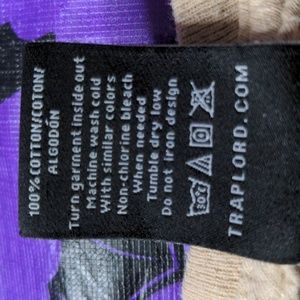 100% COTTON/COTON/
ALGODÓN
Turn garment inside out
Machine wash cold
With similar colors
Non-chlorine bleach
When needed
Tumble dry low
Do not iron design
TRAPLORD.COM